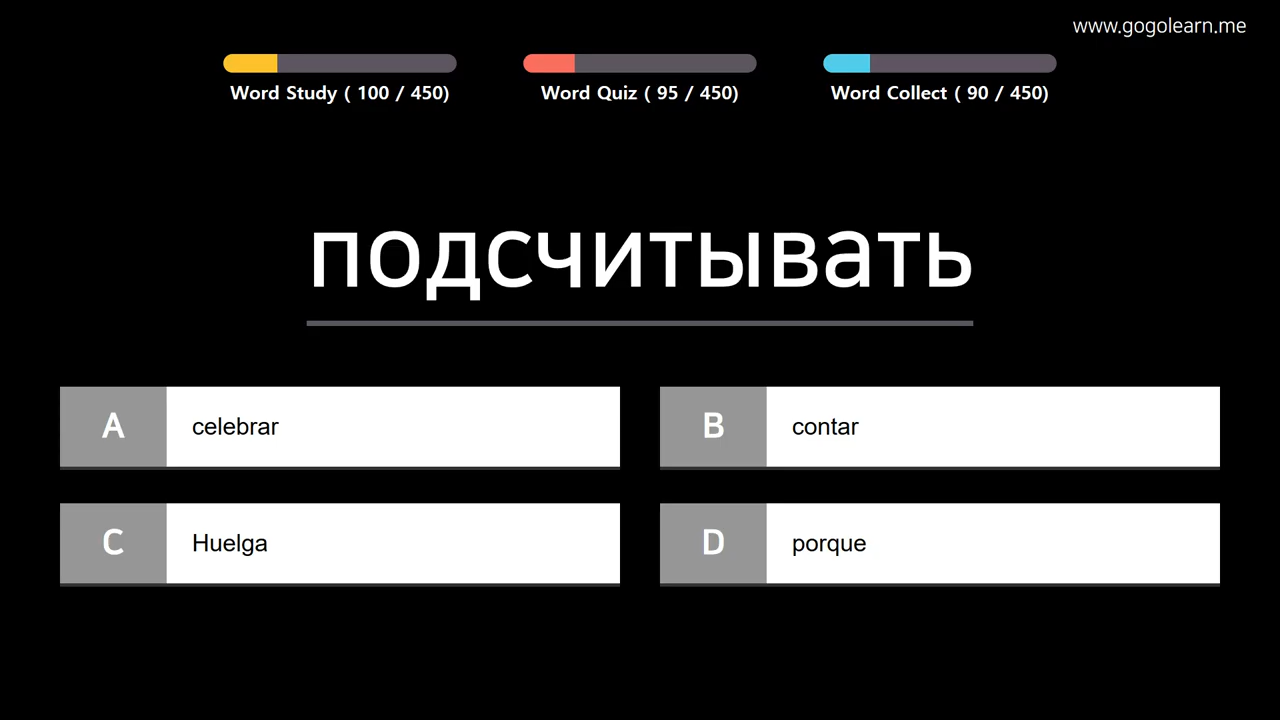 www.gogolearn.me
Word Study ( 100 / 450)
Word Quiz ( 95 / 450)
Word Collect ( 90 / 450)
подсчитывать
A celebrar
B contar
C Huelga
D porque